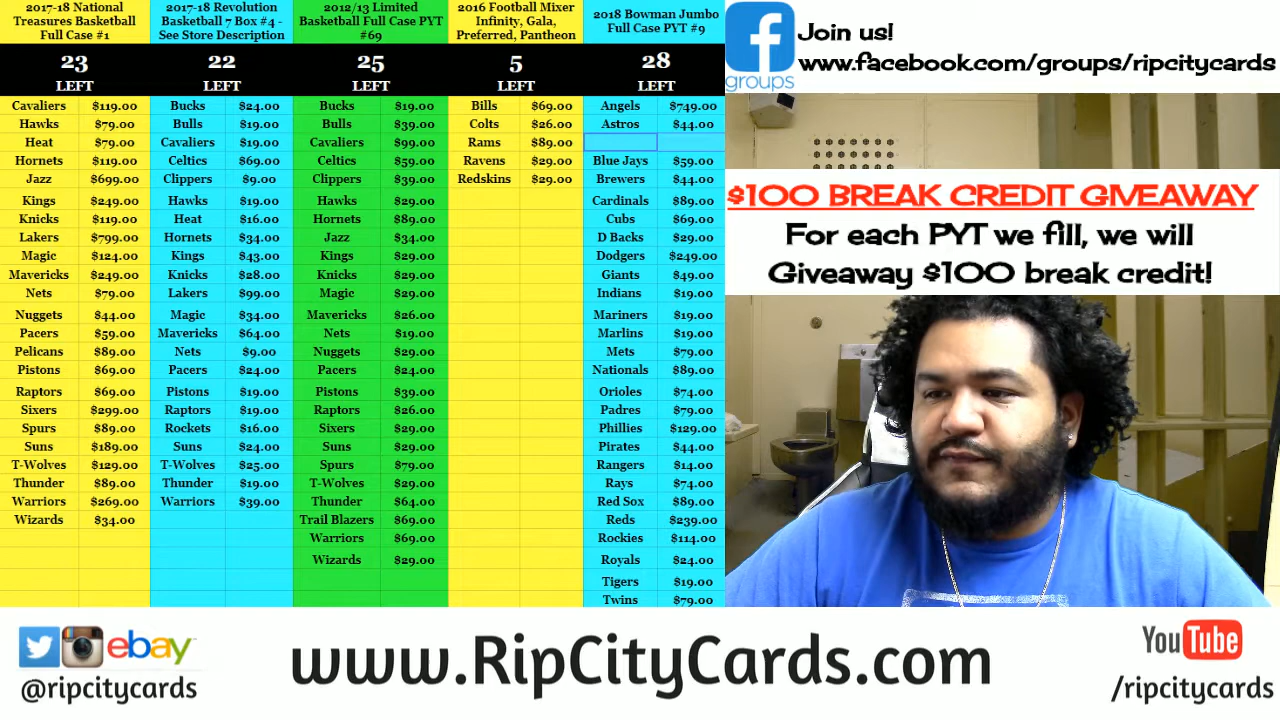 2017-18 National
Treasures Basketball
Full Case #1
23
LEFT
Cavaliers $119.00
Hawks $79.00
Heat $79.00
Hornets $119.00
Jazz $699.00
Kings $249.00
Knicks $119.00
Lakers $799.00
Magic $124.00
Mavericks $249.00
Nets $79.00
Nuggets $44.00
Pacers $59.00
Pelicans $89.00
Pistons $69.00
Raptors $69.00
Sixers $299.00
Spurs $89.00
Suns $189.00
T-Wolves $129.00
Thunder $89.00
Warriors $269.00
Wizards $34.00
2017-18 Revolution
Basketball 7 Box #4 -
See Store Description
22
LEFT
Bucks $24.00
Bulls $19.00
Cavaliers $19.00
Celtics $69.00
Clippers $9.00
Hawks $19.00
Heat $16.00
Hornets $34.00
Kings $43.00
Knicks $28.00
Lakers $99.00
Magic $34.00
Mavericks $64.00
Nets $9.00
Pacers $24.00
Pistons $19.00
Raptors $19.00
Rockets $16.00
Suns $24.00
T-Wolves $25.00
Thunder $19.00
Warriors $39.00
2012/13 Limited
Basketball Full Case PYT
#69
25
LEFT
Bucks $19.00
Bulls $39.00
Cavaliers $99.00
Celtics $59.00
Clippers $39.00
Hawks $29.00
Hornets $89.00
Jazz $34.00
Kings $29.00
Knicks $29.00
Magic $29.00
Mavericks $26.00
Nets $19.00
Nuggets $29.00
Pacers $24.00
Pistons $39.00
Raptors $26.00
Sixers $29.00
Suns $29.00
Spurs $79.00
T-Wolves $29.00
Thunder $64.00
Trail Blazers $69.00
Warriors $69.00
Wizards $29.00
2016 Football Mixer
Infinity, Gala,
Preferred, Pantheon
5
LEFT
Bills $69.00
Colts $26.00
Rams $89.00
Ravens $29.00
Redskins $29.00
2018 Bowman Jumbo
Full Case PYT #9
28
LEFT
Angels $749.00
Astros $44.00
Blue Jays $59.00
Brewers $44.00
Cardinals $89.00
Cubs $69.00
D Backs $29.00
Dodgers $249.00
Giants $49.00
Indians $19.00
Mariners $19.00
Marlins $19.00
Mets $79.00
Nationals $89.00
Orioles $74.00
Padres $79.00
Phillies $129.00
Pirates $44.00
Rangers $14.00
Rays $74.00
Red Sox $89.00
Reds $239.00
Rockies $114.00
Royals $24.00
Tigers $19.00
Twins $79.00
f
groups
Join us!
www.facebook.com/groups/ripcitycards
$100 BREAK CREDIT GIVEAWAY
For each PYT we fill, we will
Giveaway $100 break credit!
ebay
@ripcitycards
www.RipCityCards.com
YouTube
/ripcitycards